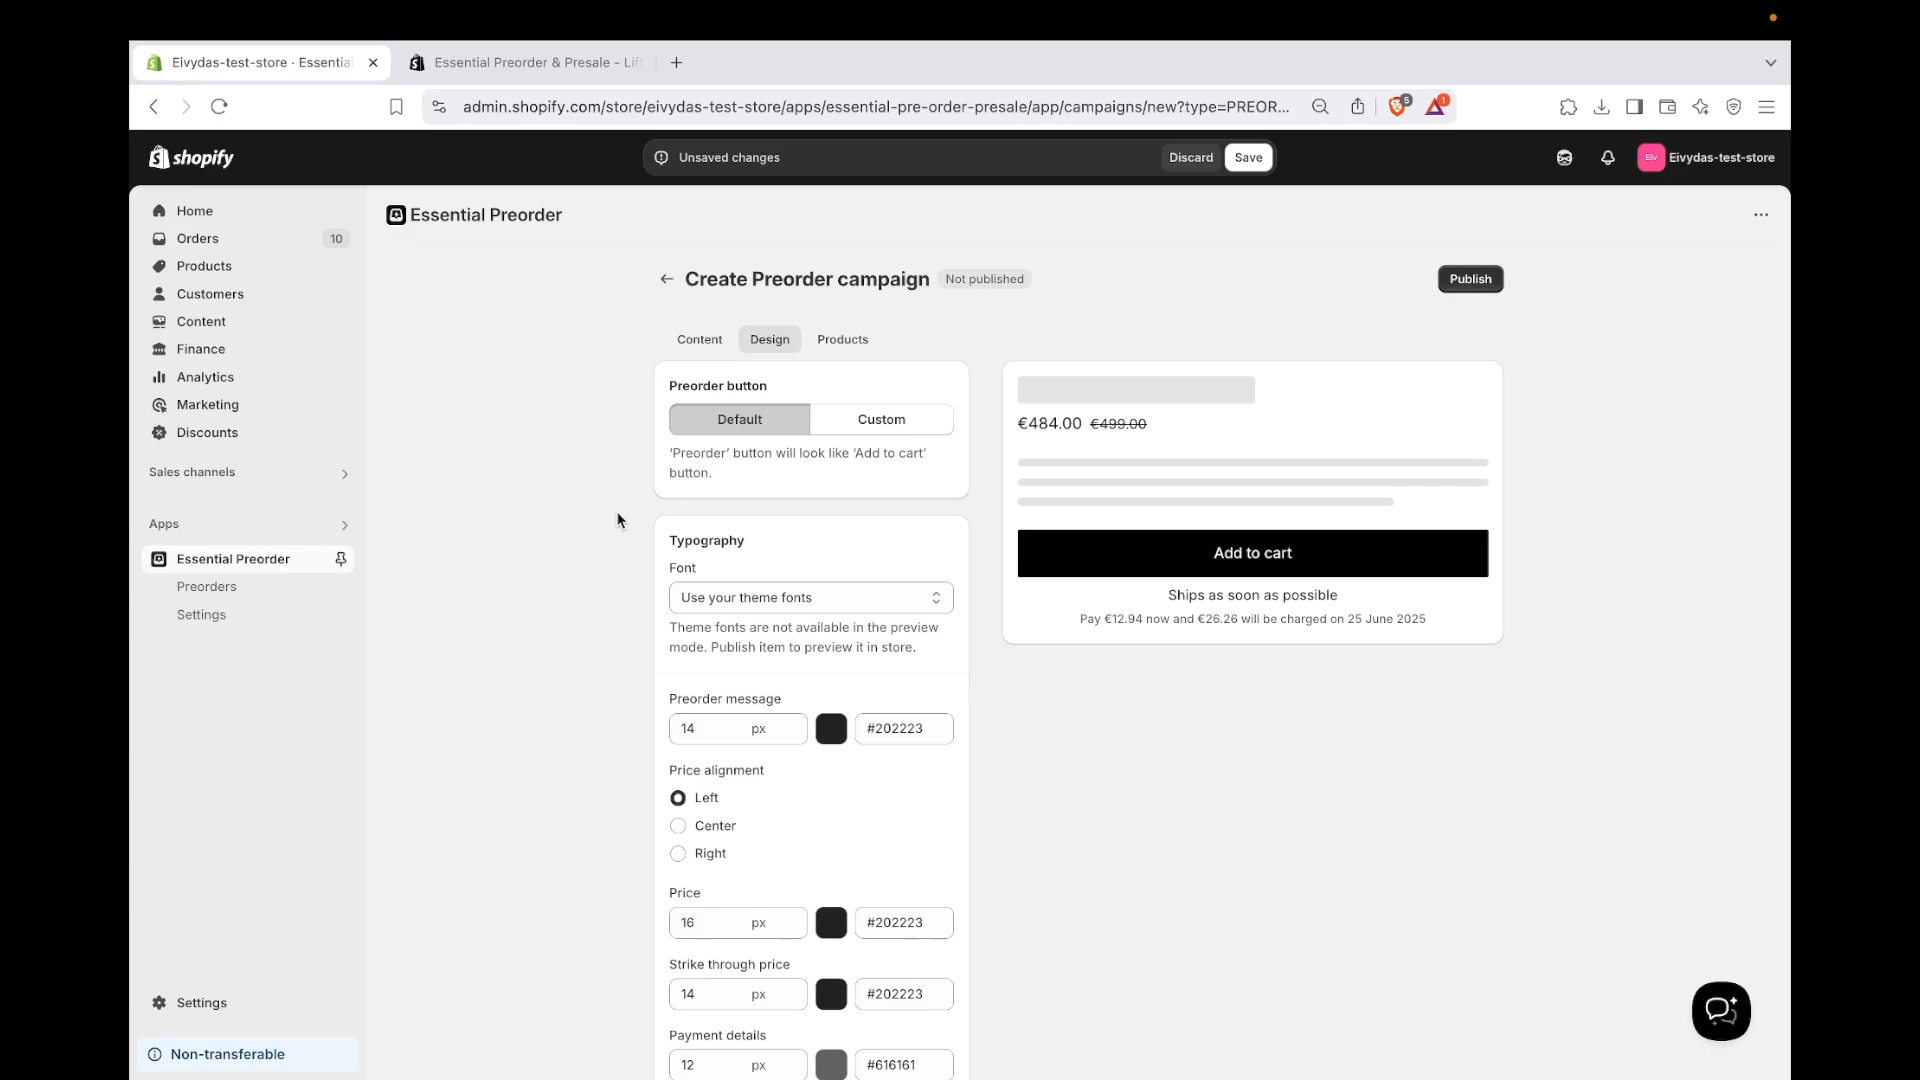 Eivydas-test-store · Essentia
Essential Preorder & Presale - Lif
admin.shopify.com/store/eivydas-test-store/apps/essential-pre-order-presale/app/campaigns/new?type=PREOR...
5
1
shopify
Unsaved changes
Discard
Save
Eiv
Eivydas-test-store
Home
Orders
10
Products
Customers
Content
Finance
Analytics
Marketing
Discounts
Sales channels
Apps
Essential Preorder
Preorders
Settings
Settings
Non-transferable
Essential Preorder
Create Preorder campaign
Not published
Publish
Content
Design
Products
Preorder button
Default
Custom
‘Preorder’ button will look like ‘Add to cart’
button.
Typography
Font
Use your theme fonts
Theme fonts are not available in the preview
mode. Publish item to preview it in store.
Preorder message
14 px
#202223
Price alignment
Left
Center
Right
Price
16 px
#202223
Strike through price
14 px
#202223
Payment details
12 px
#616161
€484.00 €499.00
Add to cart
Ships as soon as possible
Pay €12.94 now and €26.26 will be charged on 25 June 2025